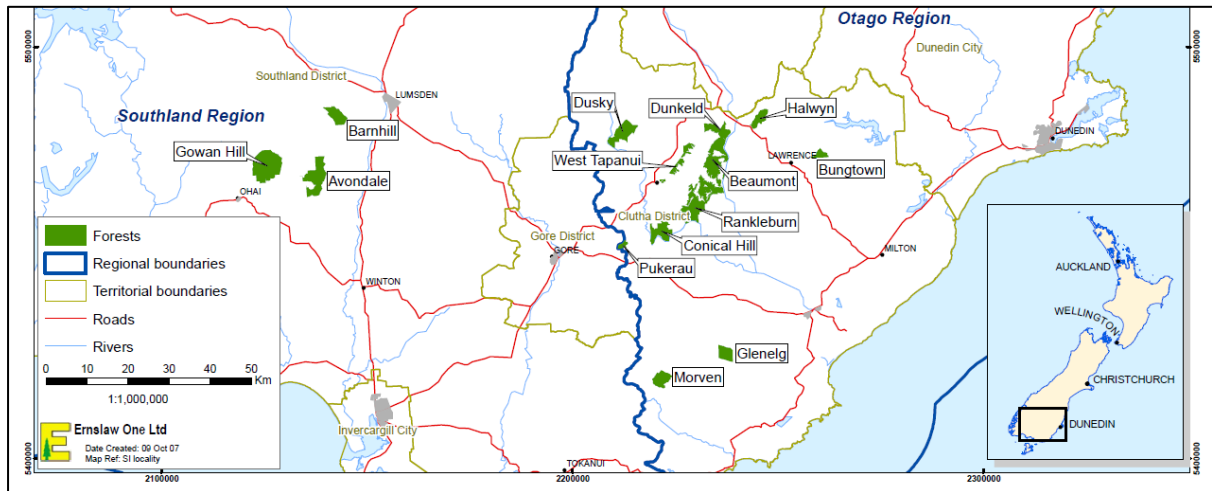 Otago Region
Dunedin City
Southland District
LUMSDEN
Southland Region
Dusky
Dunkeld
Halwyn
Barnhill
DUNEDIN
Gowan Hill
West Tapanui
LAWRENCE
Bungtown
Avondale
Beaumont
OHAI
Rankleburn
Clutha District
Conical Hill
Gore District
GORE
MILTON
Pukerau
WINTON
Glenelg
Morven
Invercargill City
TOKANUI
Forests
Regional boundaries
Territorial boundaries
Roads
Rivers
0 10 20 30 40 50
Km
1:1,000,000
E
Ernslaw One Ltd
Date Created: 09 Oct 07
Map Ref: SI locality
AUCKLAND
WELLINGTON
CHRISTCHURCH
DUNEDIN
5500000
5500000
5400000
5400000
2100000
2200000
2300000